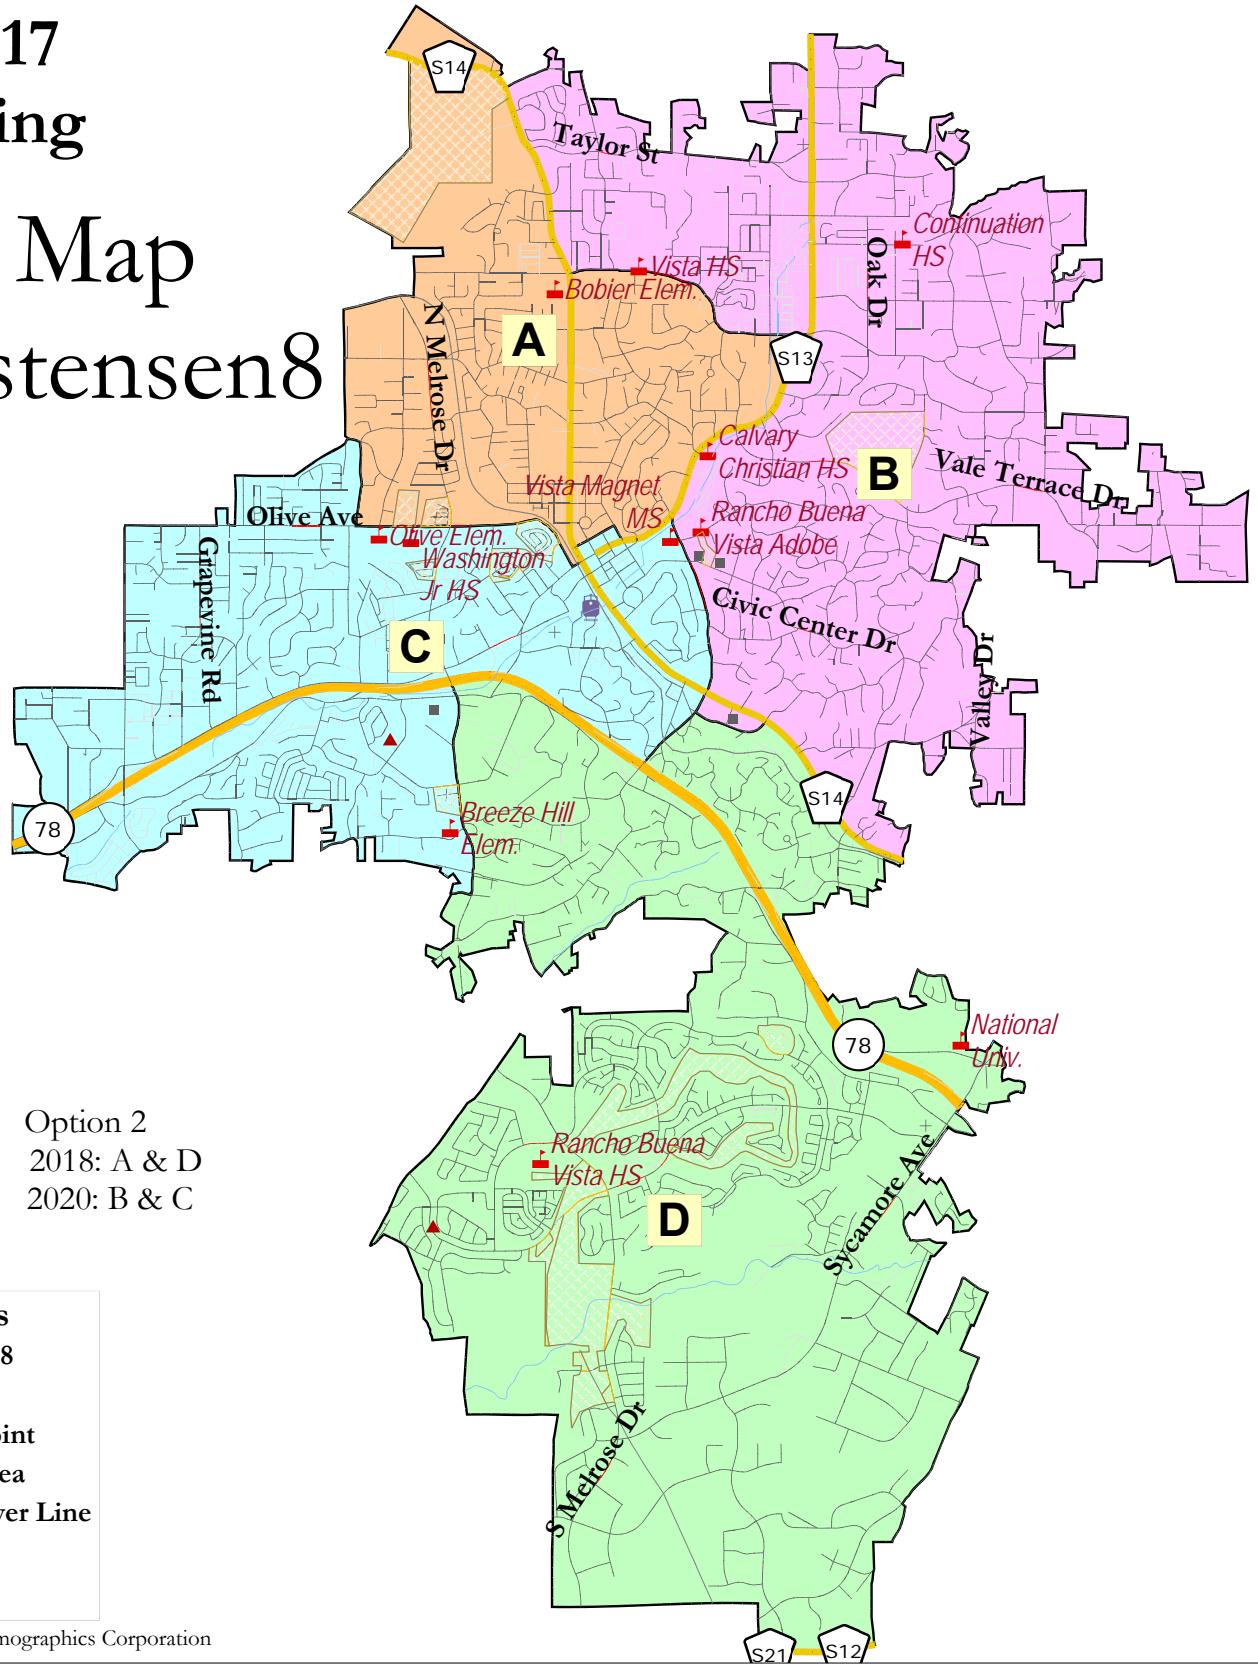 17
ing
Map
stensen8
S14
Taylor St
Continuation
HS
Oak Dr
Vista HS
Bobier Elem.
N Melrose Dr
A
S13
Calvary
Christian HS
B
Vale Terrace Dr
Vista Magnet
MS
Rancho Buena
Vista Adobe
Olive Ave
Olive Elem.
Washington
Jr HS
Grapevine Rd
Civic Center Dr
C
Valley Dr
S14
78
Breeze Hill
Elem.
National
Univ.
78
Option 2
2018: A & D
2020: B & C
Rancho Buena
Vista HS
Sycamore Ave
D
s
8
oint
ea
ver Line
S Melrose Dr
mographics Corporation
S21
S12